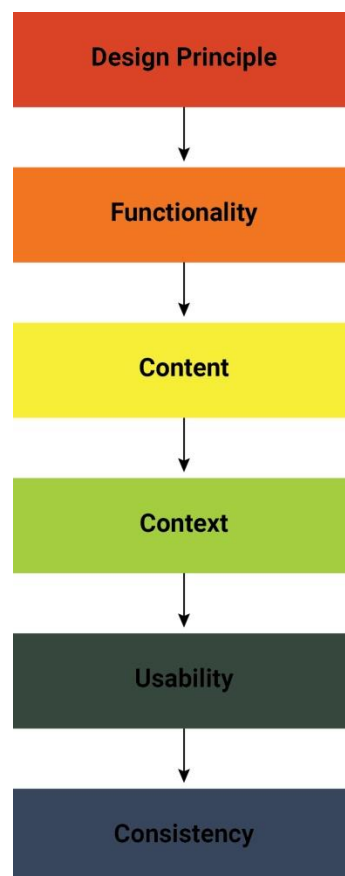 Design Principle
Functionality
Content
Context
Usability
Consistency